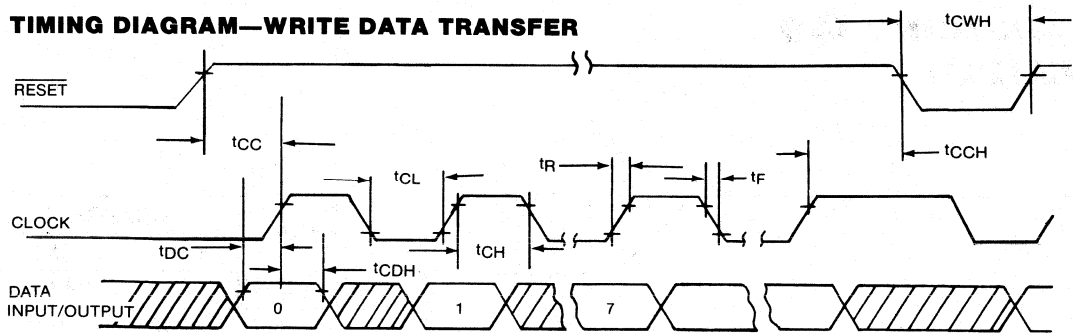 TIMING DIAGRAM—WRITE DATA TRANSFER
tCWH
RESET
tCC
tCCH
tR
tF
tCL
CLOCK
tDC
tCH
tCDH
DATA
INPUT/OUTPUT
0
1
7